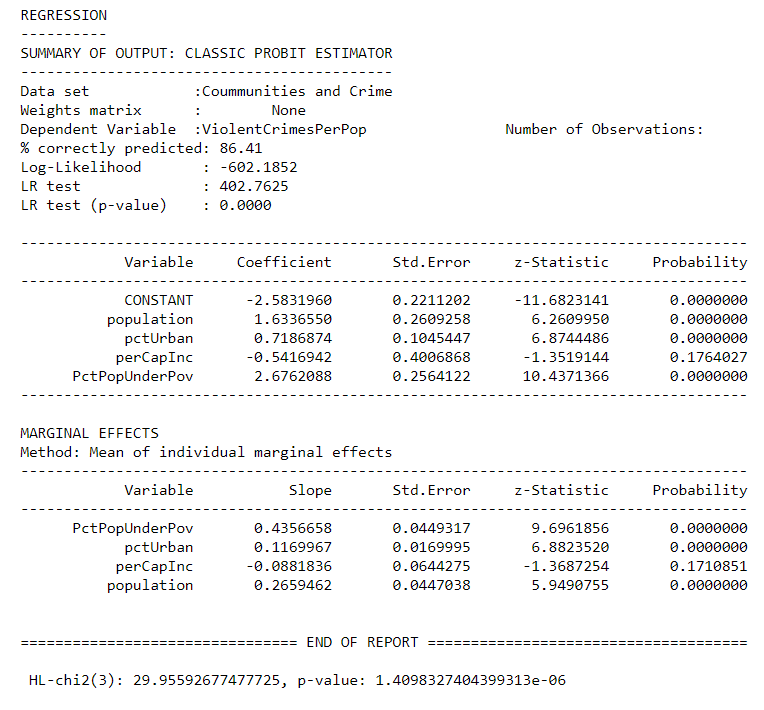 REGRESSION
----------
SUMMARY OF OUTPUT: CLASSIC PROBIT ESTIMATOR
-------------------------------------------
Data set            :Coummunities and Crime
Weights matrix      :        None
Dependent Variable  :ViolentCrimesPerPop                Number of Observations:
% correctly predicted: 86.41
Log-Likelihood       : -602.1852
LR test              : 402.7625
LR test (p-value)    : 0.0000
------------------------------------------------------------------------------------
            Variable     Coefficient       Std.Error     z-Statistic     Probability
------------------------------------------------------------------------------------
            CONSTANT      -2.5831960       0.2211202     -11.6823141       0.0000000
          population       1.6336550       0.2609258       6.2609950       0.0000000
            pctUrban       0.7186874       0.1045447       6.8744486       0.0000000
           perCapInc      -0.5416942       0.4006868      -1.3519144       0.1764027
      PctPopUnderPov       2.6762088       0.2564122      10.4371366       0.0000000
------------------------------------------------------------------------------------
MARGINAL EFFECTS
Method: Mean of individual marginal effects
------------------------------------------------------------------------------------
            Variable           Slope       Std.Error     z-Statistic     Probability
------------------------------------------------------------------------------------
      PctPopUnderPov       0.4356658       0.0449317       9.6961856       0.0000000
            pctUrban       0.1169967       0.0169995       6.8823520       0.0000000
           perCapInc      -0.0881836       0.0644275      -1.3687254       0.1710851
          population       0.2659462       0.0447038       5.9490755       0.0000000
================================ END OF REPORT =====================================
 HL-chi2(3): 29.95592677477725, p-value: 1.4098327404399313e-06